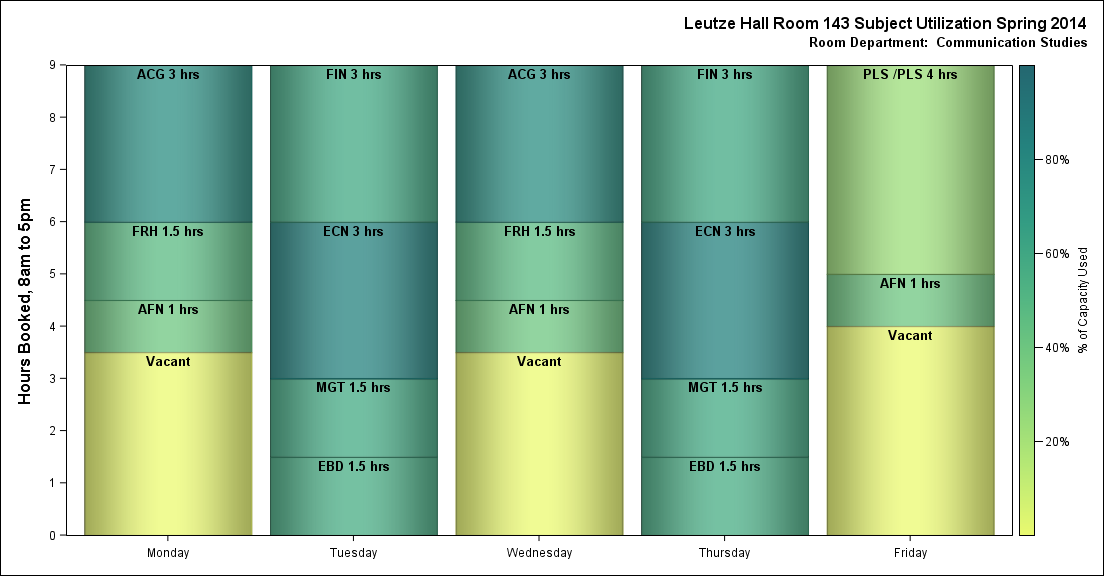 Leutze Hall Room 143 Subject Utilization Spring 2014
Room Department:  Communication Studies
Hours Booked, 8am to 5pm
9
8
7
6
5
4
3
2
1
0
ACG 3 hrs
FRH 1.5 hrs
AFN 1 hrs
Vacant
FIN 3 hrs
ECN 3 hrs
MGT 1.5 hrs
EBD 1.5 hrs
ACG 3 hrs
FRH 1.5 hrs
AFN 1 hrs
Vacant
FIN 3 hrs
ECN 3 hrs
MGT 1.5 hrs
EBD 1.5 hrs
PLS /PLS 4 hrs
AFN 1 hrs
Vacant
Monday
Tuesday
Wednesday
Thursday
Friday
80%
60%
40%
20%
% of Capacity Used